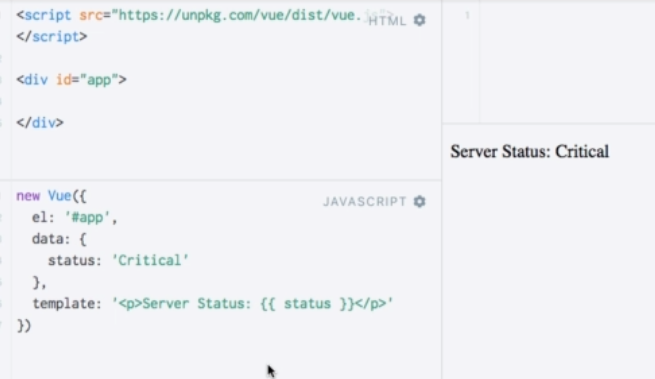 <script src="https://unpkg.com/vue/dist/vue.
HTML
</script>
<div id="app">
</div>
new Vue({
JAVASCRIPT
el: '#app',
data: {
status: 'Critical'
},
template: '<p>Server Status: {{ status }}</p>'
})
1
Server Status: Critical